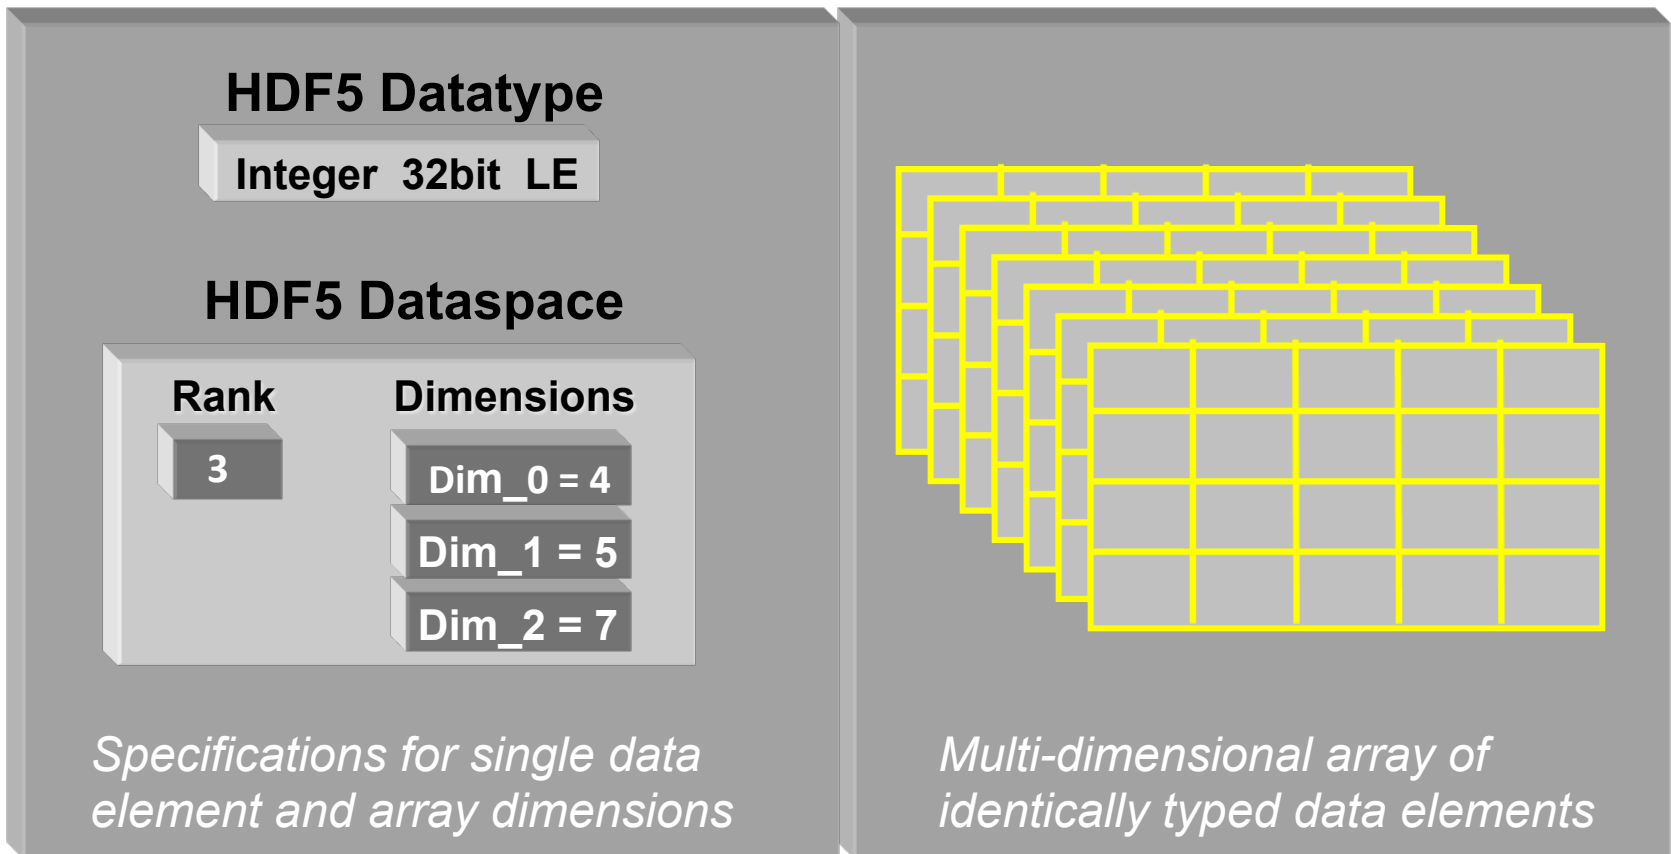 HDF5 Datatype
Integer 32bit LE
HDF5 Dataspace
Rank
3
Dimensions
Dim_0 = 4
Dim_1 = 5
Dim_2 = 7
Specifications for single data
element and array dimensions
Multi-dimensional array of
identically typed data elements